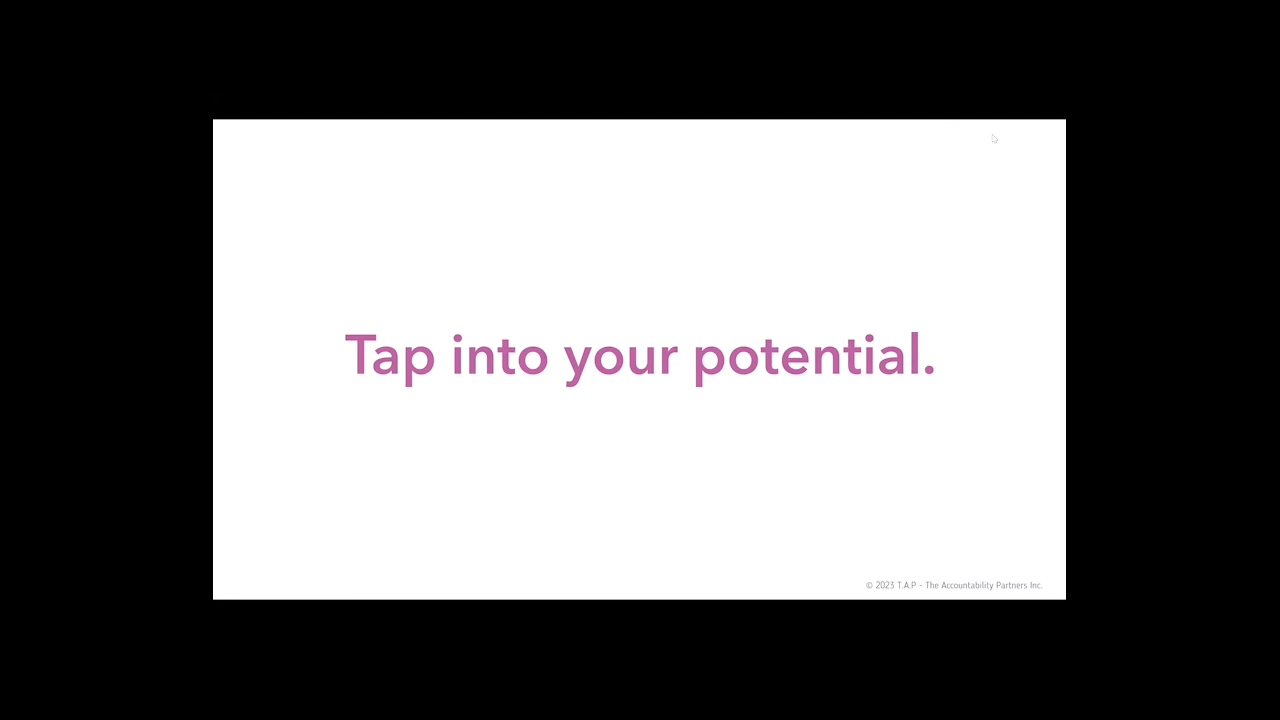 Tap into your potential.
© 2023 T.A.P - The Accountability Partners Inc.